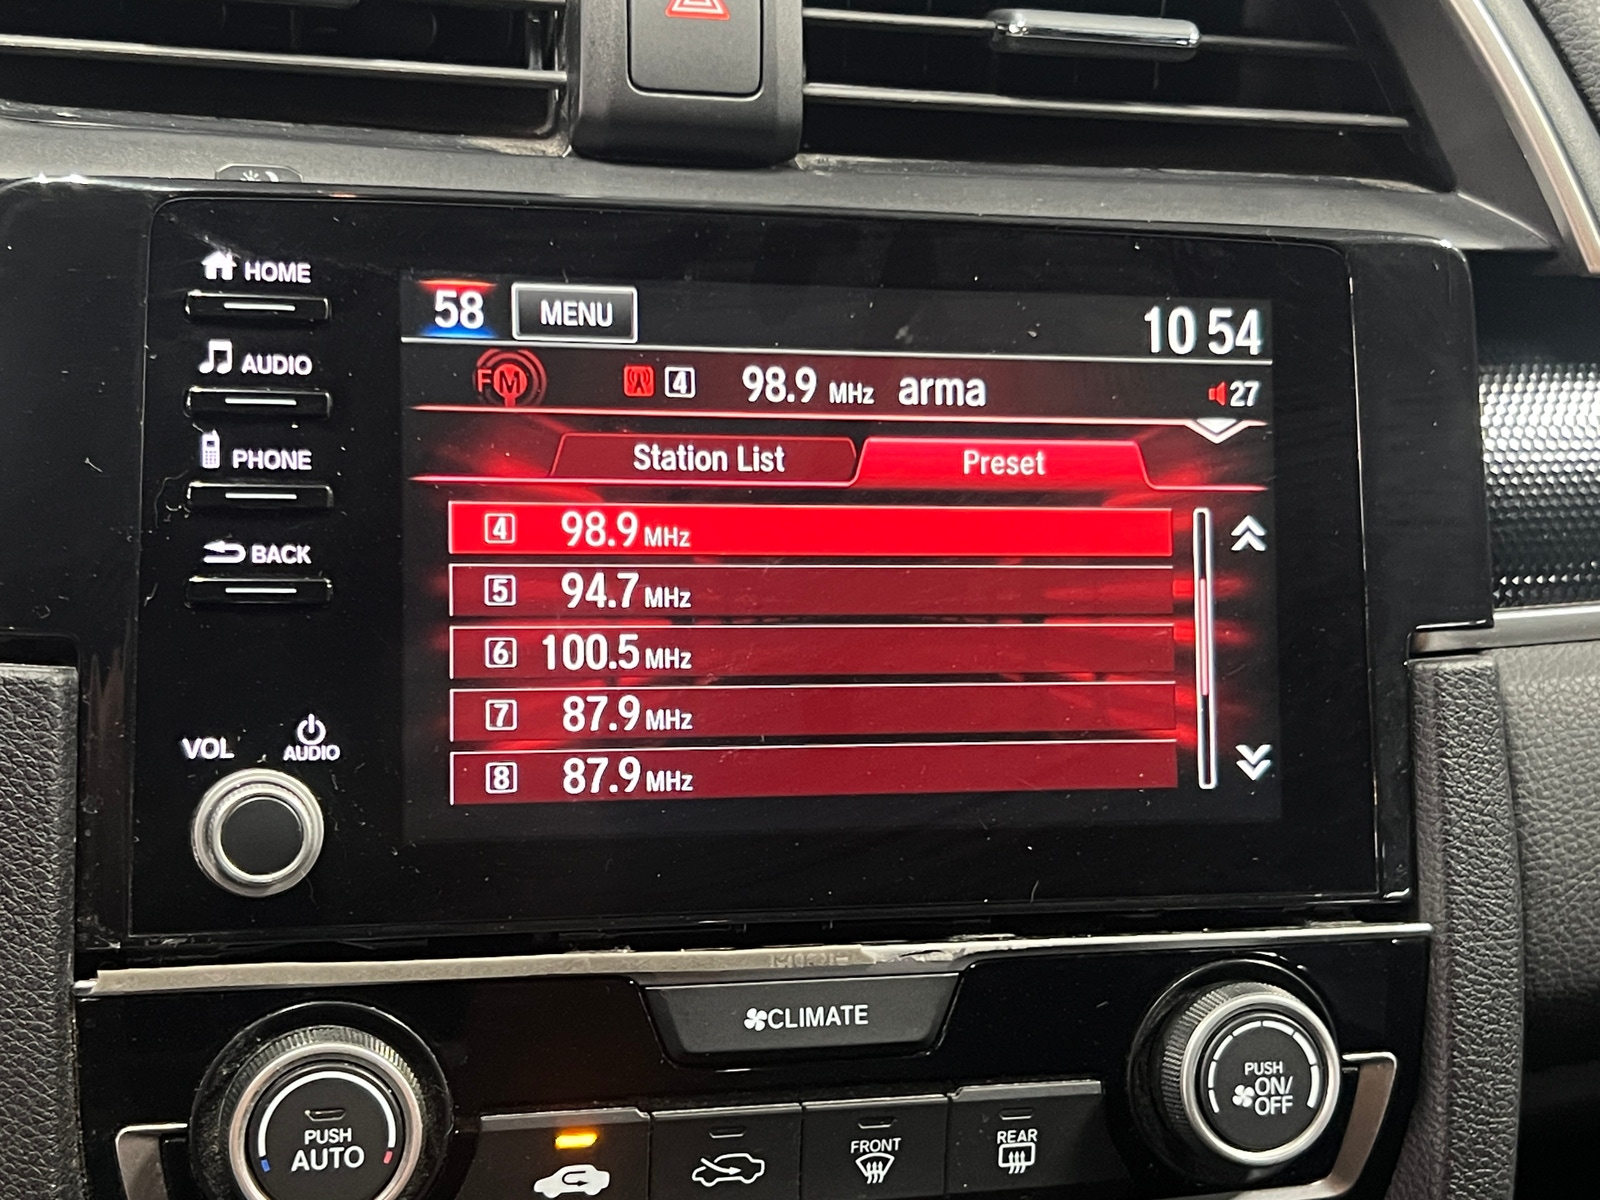 HOME
AUDIO
PHONE
BACK
VOL
AUDIO
58 MENU 10 54
FM 4 98.9 MHz arma 27
Station List Preset
4 98.9 MHz
5 94.7 MHz
6 100.5 MHz
7 87.9 MHz
8 87.9 MHz
CLIMATE
PUSH
AUTO
FRONT
REAR
PUSH
ON/
OFF